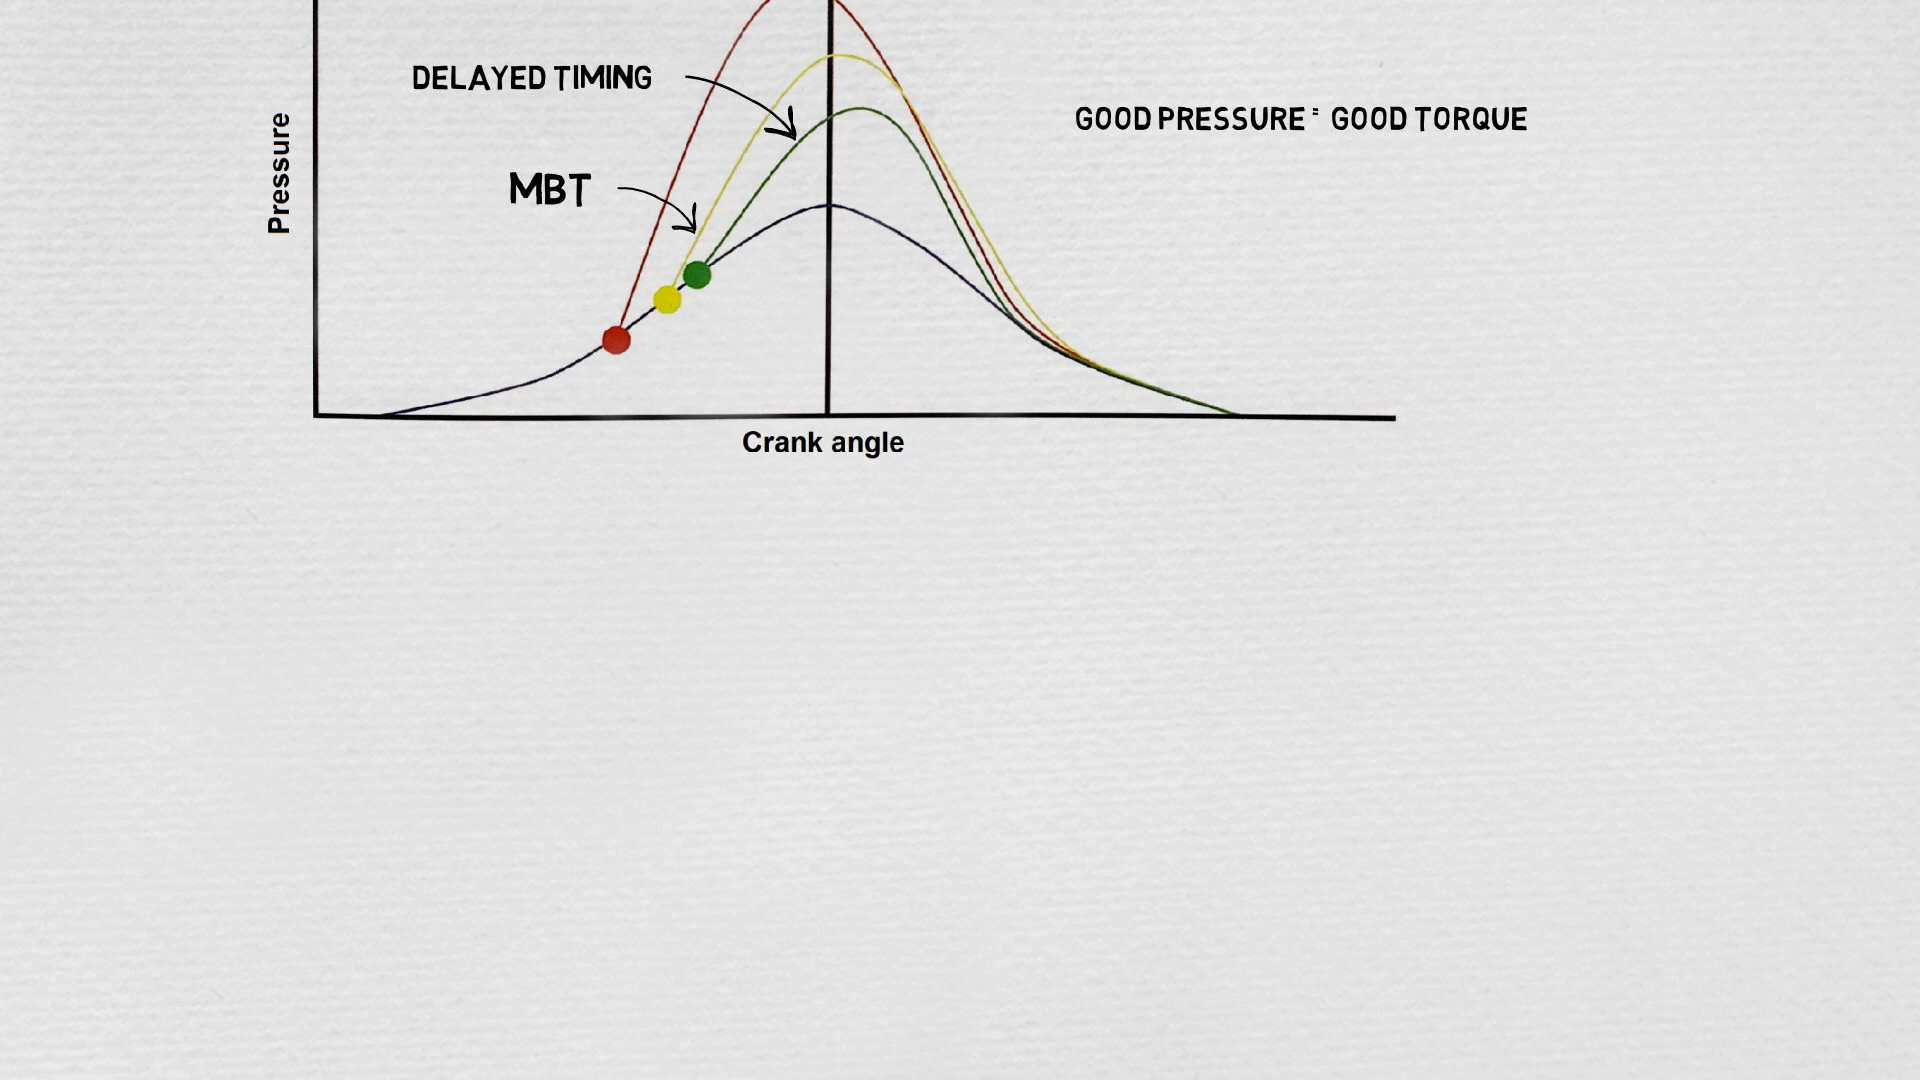 DELAYED TIMING
GOOD PRESSURE = GOOD TORQUE
MBT
Pressure
Crank angle